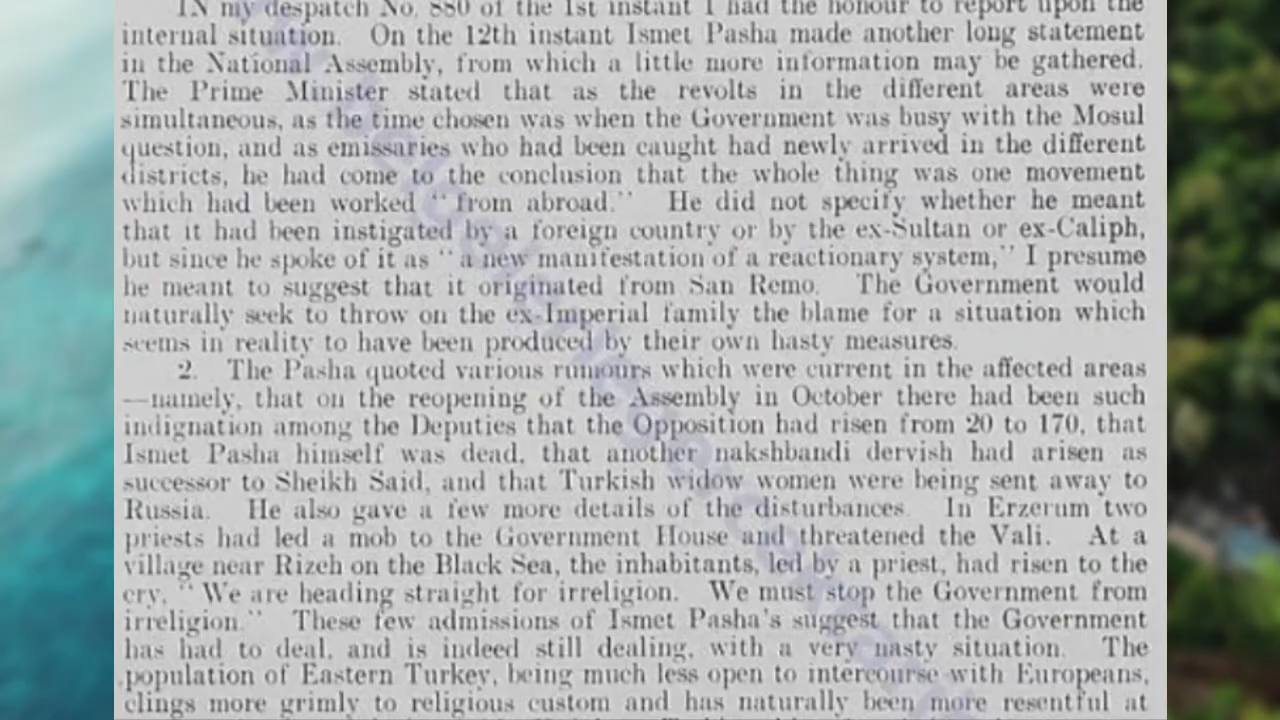 IN my despatch No. 880 of the 1st instant I had the honour to report upon the
internal situation. On the 12th instant Ismet Pasha made another long statement
in the National Assembly, from which a little more information may be gathered.
The Prime Minister stated that as the revolts in the different areas were
simultaneous, as the time chosen was when the Government was busy with the Mosul
question, and as emissaries who had been caught had newly arrived in the different
districts, he had come to the conclusion that the whole thing was one movement
which had been worked "from abroad." He did not specify whether he meant
that it had been instigated by a foreign country or by the ex-Sultan or ex-Caliph,
but since he spoke of it as "a new manifestation of a reactionary system," I presume
he meant to suggest that it originated from San Remo. The Government would
naturally seek to throw on the ex-Imperial family the blame for a situation which
seems in reality to have been produced by their own hasty measures.
2. The Pasha quoted various rumours which were current in the affected areas
—namely, that on the reopening of the Assembly in October there had been such
indignation among the Deputies that the Opposition had risen from 20 to 170, that
Ismet Pasha himself was dead, that another nakshbandi dervish had arisen as
successor to Sheikh Said, and that Turkish widow women were being sent away to
Russia. He also gave a few more details of the disturbances. In Erzerum two
priests had led a mob to the Government House and threatened the Vali. At a
village near Rizeh on the Black Sea, the inhabitants, led by a priest, had risen to the
cry, "We are heading straight for irreligion. We must stop the Government from
irreligion." These few admissions of Ismet Pasha's suggest that the Government
has had to deal, and is indeed still dealing, with a very nasty situation. The
population of Eastern Turkey, being much less open to intercourse with Europeans,
clings more grimly to religious custom and has naturally been more resentful at